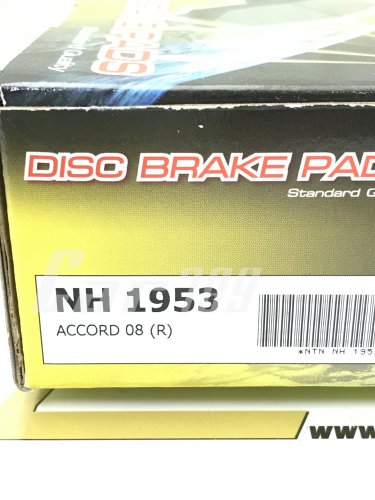 DISC BRAKE PAD
Standard G
NH 1953
ACCORD 08 (R)
*NTN NH 195
www.